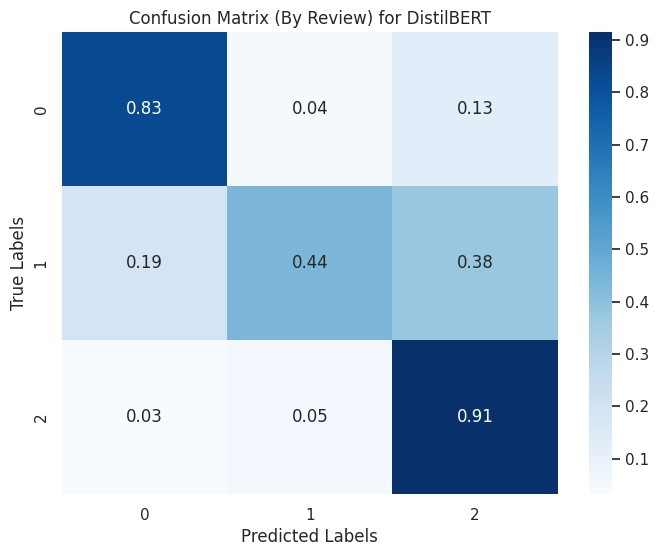 Confusion Matrix (By Review) for DistilBERT
0.9
0.83 0.04 0.13
0
0.8
0.7
0.6
True Labels
1
0.19 0.44 0.38
0.5
0.4
0.3
2
0.03 0.05 0.91
0.2
0.1
0 1 2
Predicted Labels